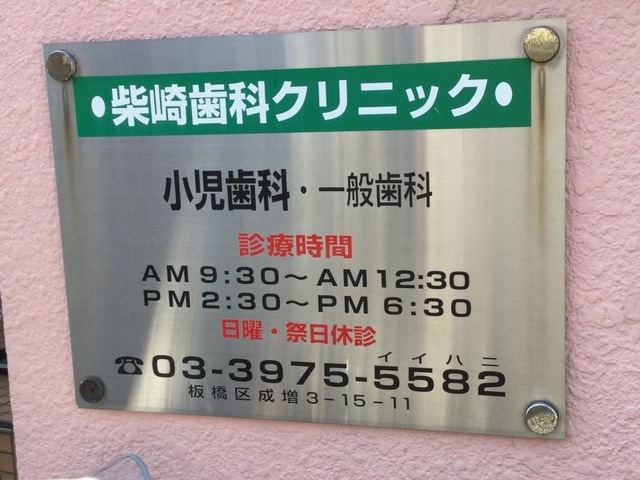 •柴崎歯科クリニック•
小児歯科・一般歯科
診療時間
AM 9:30〜AM 12:30
PM 2:30〜PM 6:30
日曜・祭日休診
イイハニ
☎03-3975-5582
板橋区成増3-15-11